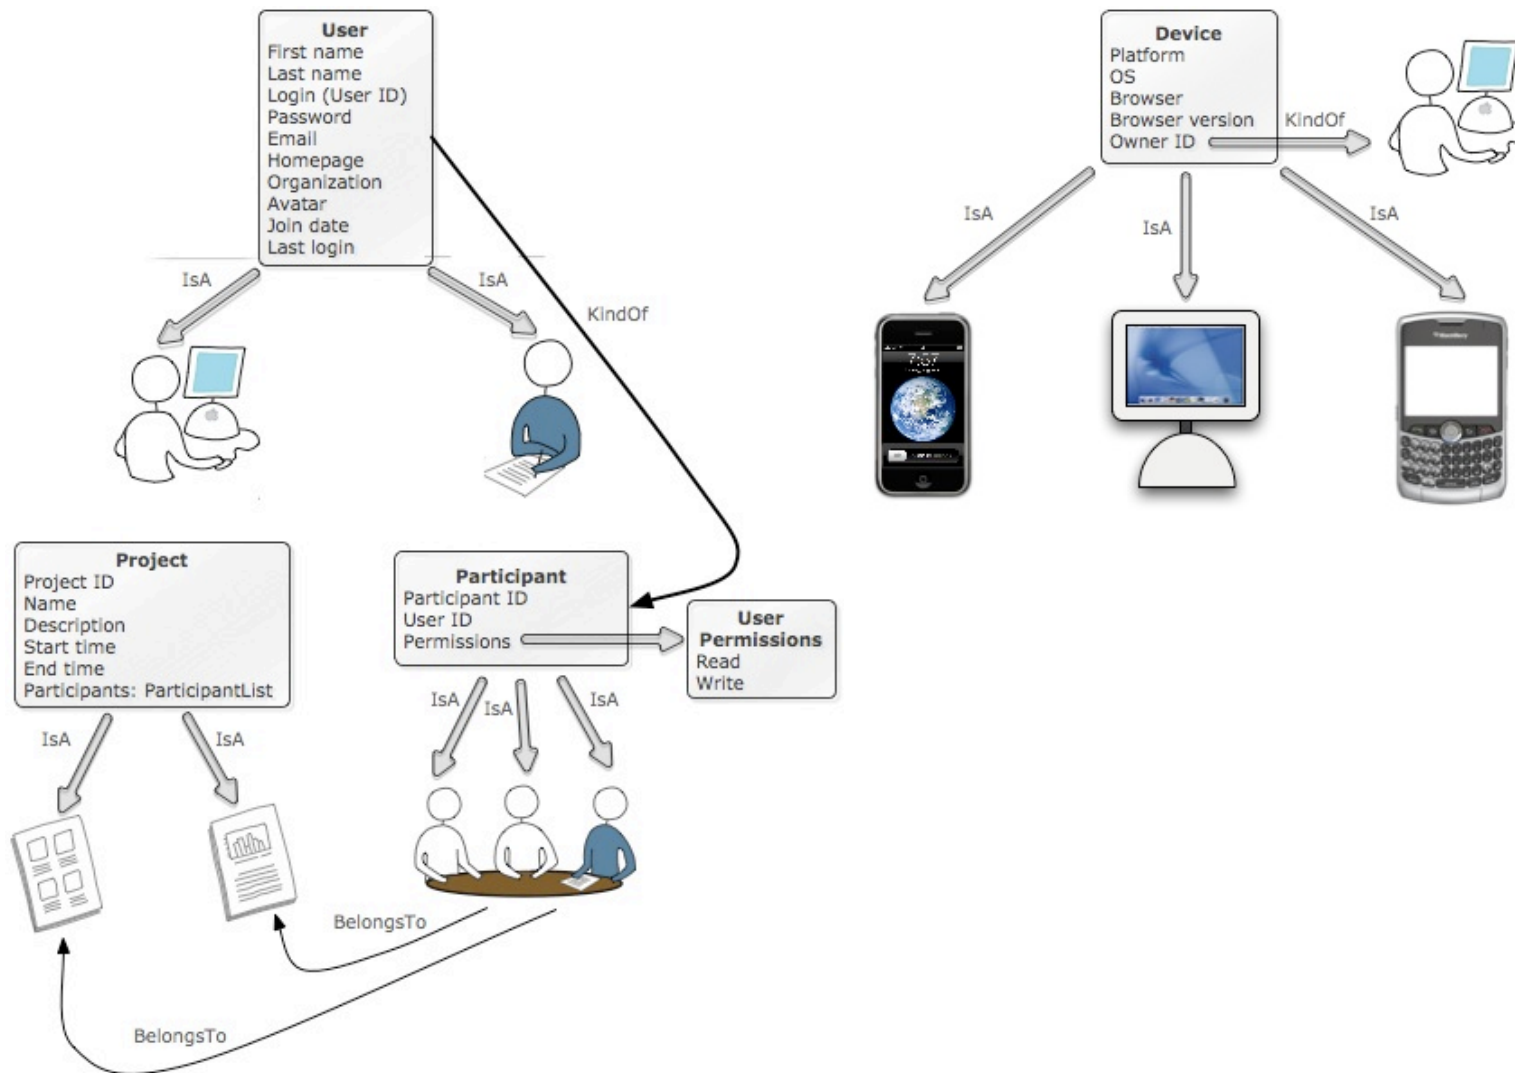 User
First name
Last name
Login (User ID)
Password
Email
Homepage
Organization
Avatar
Join date
Last login
IsA
IsA
KindOf
Device
Platform
OS
Browser
Browser version
Owner ID
KindOf
IsA
IsA
IsA
7:57
Project
Project ID
Name
Description
Start time
End time
Participants: ParticipantList
IsA
IsA
Participant
Participant ID
User ID
Permissions
User
Permissions
Read
Write
IsA
IsA
IsA
BelongsTo
BelongsTo